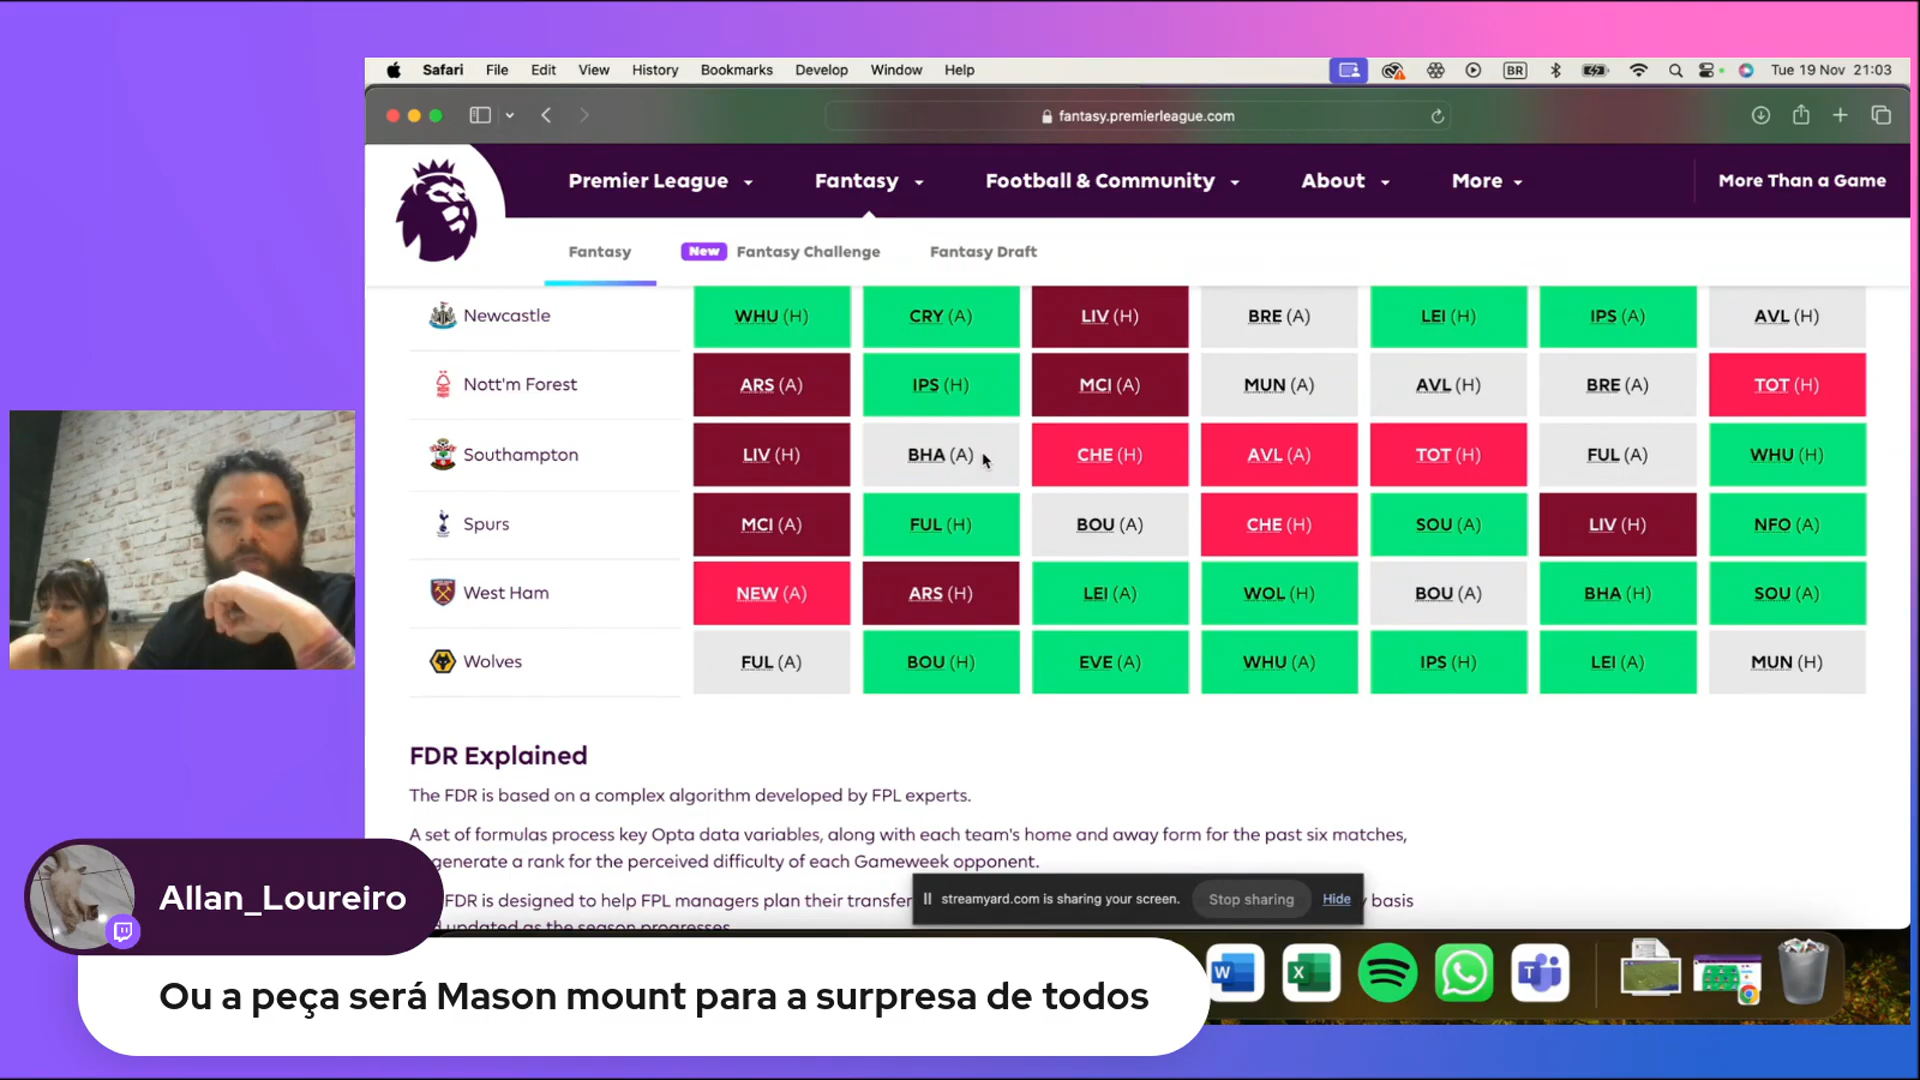 Safari File Edit View History Bookmarks Develop Window Help BR Tue 19 Nov 21:03
fantasy.premierleague.com
Premier League Fantasy Football & Community About More More Than a Game
Fantasy New Fantasy Challenge Fantasy Draft
Newcastle WHU (H) CRY (A) LIV (H) BRE (A) LEI (H) IPS (A) AVL (H)
Nott'm Forest ARS (A) IPS (H) MCI (A) MUN (A) AVL (H) BRE (A) TOT (H)
Southampton LIV (H) BHA (A) CHE (H) AVL (A) TOT (H) FUL (A) WHU (H)
Spurs MCI (A) FUL (H) BOU (A) CHE (H) SOU (A) LIV (H) NFO (A)
West Ham NEW (A) ARS (H) LEI (A) WOL (H) BOU (A) BHA (H) SOU (A)
Wolves FUL (A) BOU (H) EVE (A) WHU (A) IPS (H) LEI (A) MUN (H)
FDR Explained
The FDR is based on a complex algorithm developed by FPL experts.
A set of formulas process key Opta data variables, along with each team's home and away form for the past six matches,
generate a rank for the perceived difficulty of each Gameweek opponent.
FDR is designed to help FPL managers plan their transfer basis
updated as the season progresses.
streamyard.com is sharing your screen. Stop sharing Hide
Allan_Loureiro
Ou a peça será Mason mount para a surpresa de todos
W X T